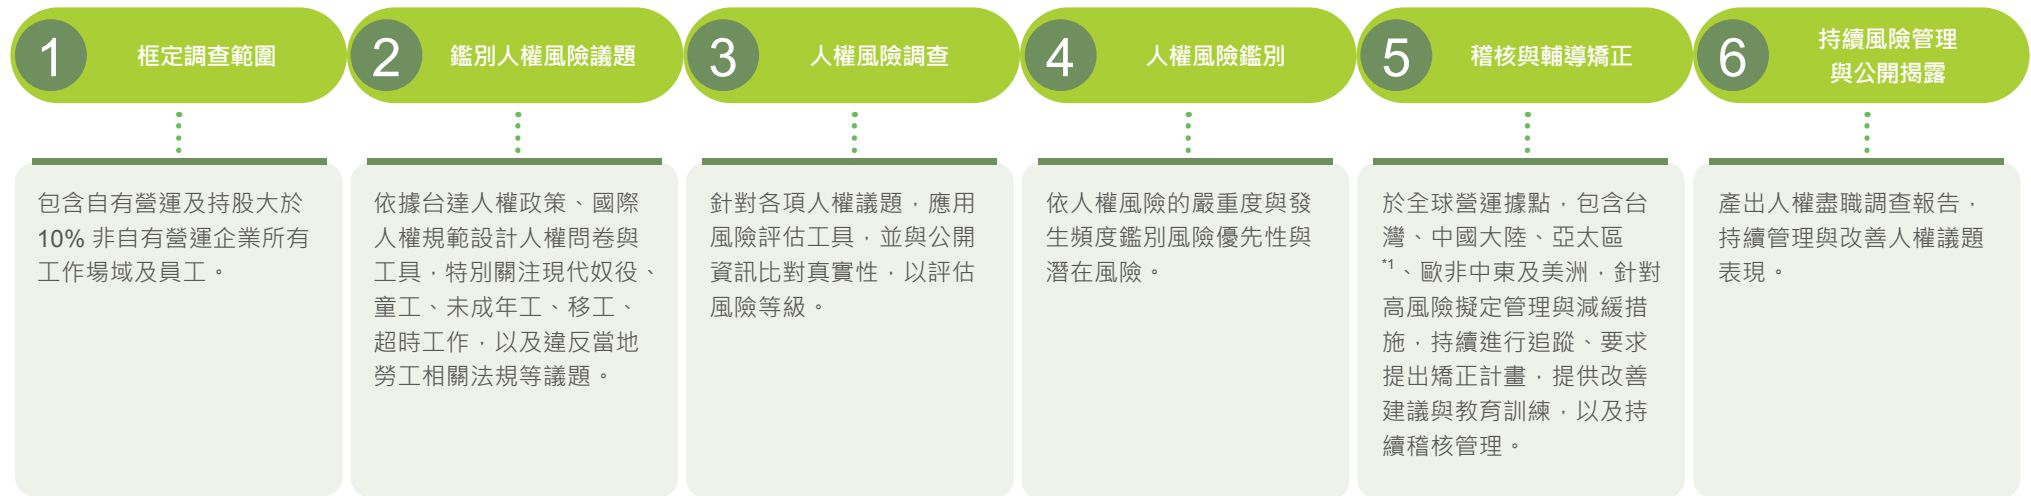 1
框定調查範圍
2
鑑別人權風險議題
3
人權風險調查
4
人權風險鑑別
5
稽核與輔導矯正
6
持續風險管理
與公開揭露
包含自有營運及持股大於
10% 非自有營運企業所有
工作場域及員工。
依據台達人權政策、國際
人權規範設計人權問卷與
工具，特別關注現代奴役、
童工、未成年工、移工、
超時工作，以及違反當地
勞工相關法規等議題。
針對各項人權議題，應用
風險評估工具，並與公開
資訊比對真實性，以評估
風險等級。
依人權風險的嚴重度與發
生頻度鑑別風險優先性與
潛在風險。
於全球營運據點，包含台
灣、中國大陸、亞太區
*1、歐非中東及美洲，針對
高風險擬定管理與減緩措
施，持續進行追蹤、要求
提出矯正計畫，提供改善
建議與教育訓練，以及持
續稽核管理。
產出人權盡職調查報告，
持續管理與改善人權議題
表現。